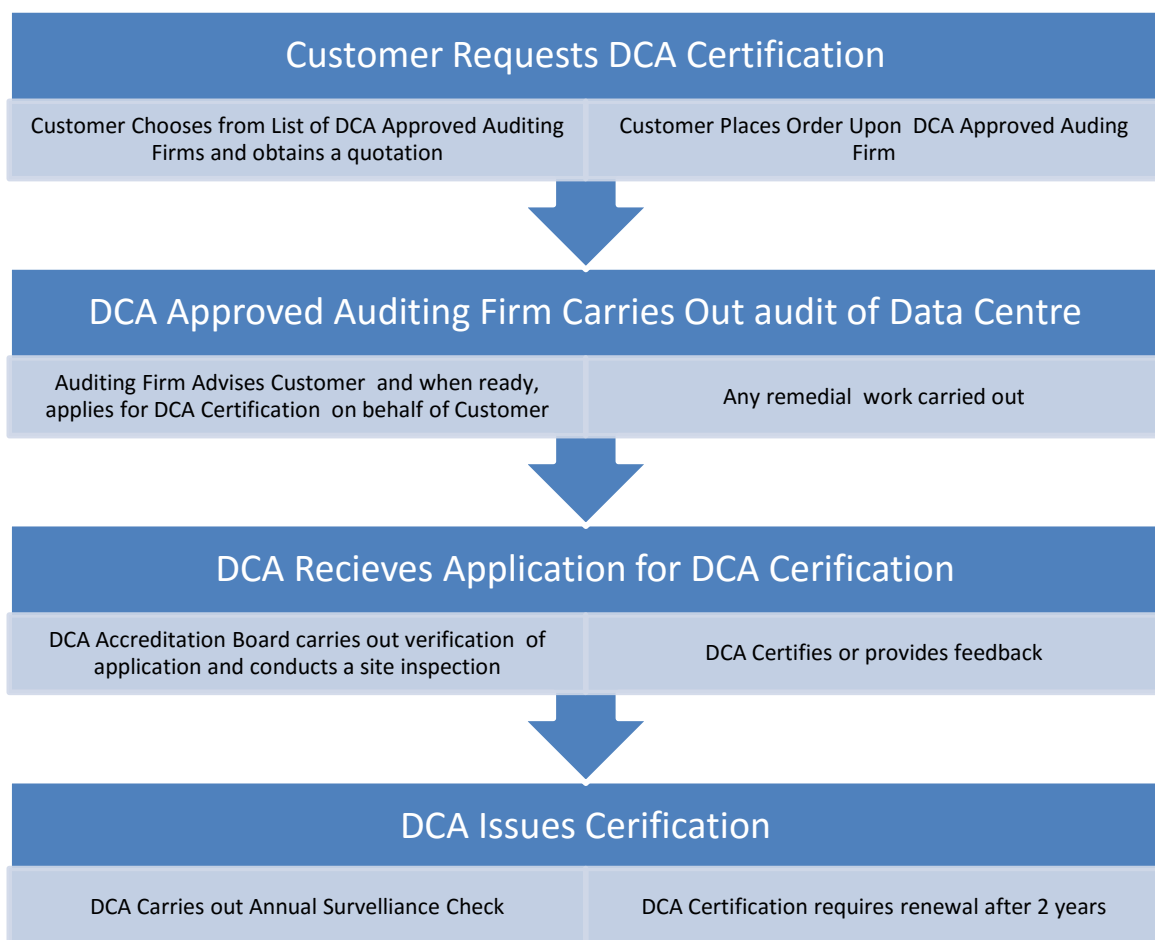 Customer Requests DCA Certification
Customer Chooses from List of DCA Approved Auditing
Firms and obtains a quotation
Customer Places Order Upon DCA Approved Auding
Firm
DCA Approved Auditing Firm Carries Out audit of Data Centre
Auditing Firm Advises Customer and when ready,
applies for DCA Certification on behalf of Customer
Any remedial work carried out
DCA Recieves Application for DCA Cerification
DCA Accreditation Board carries out verification of
application and conducts a site inspection
DCA Certifies or provides feedback
DCA Issues Cerification
DCA Carries out Annual Survelliance Check
DCA Certification requires renewal after 2 years